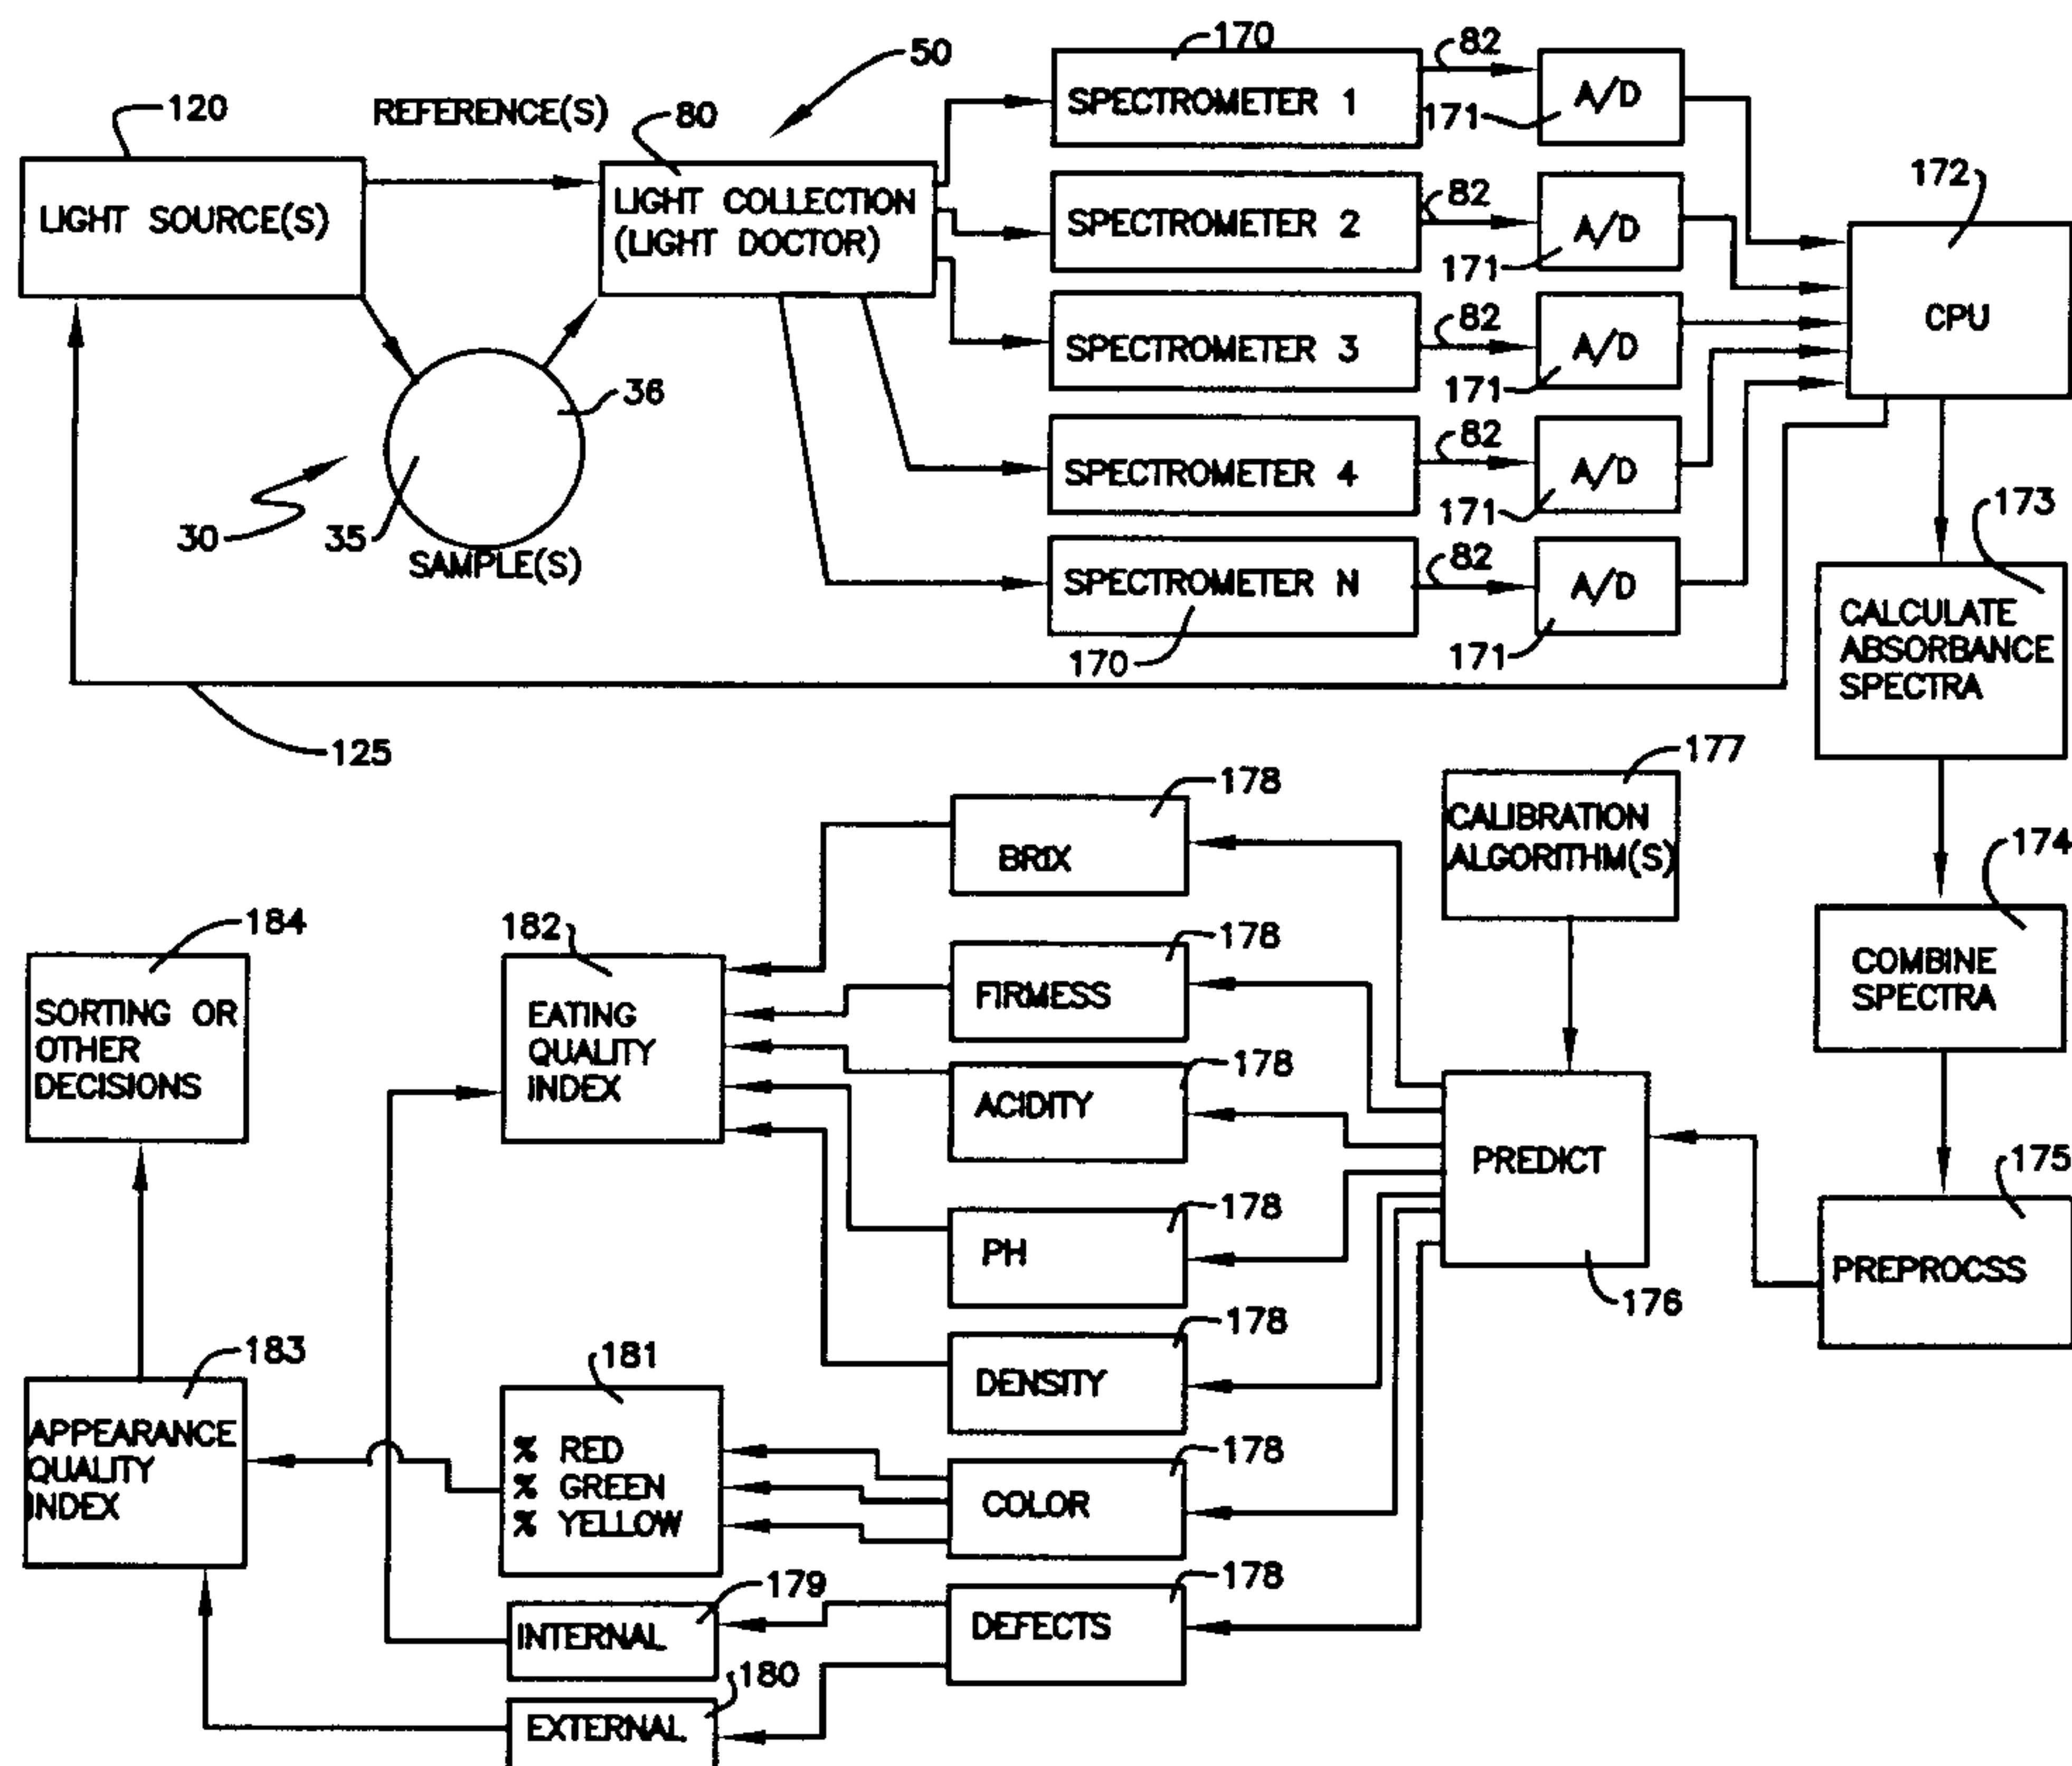 50
170
82
120
REFERENCE(S)
80
SPECTROMETER 1
171
A/D
LIGHT SOURCE(S)
LIGHT COLLECTION
(LIGHT DOCTOR)
SPECTROMETER 2
82
171
A/D
172
CPU
36
SPECTROMETER 3
82
171
A/D
30
35
SAMPLE(S)
SPECTROMETER 4
82
171
A/D
SPECTROMETER N
82
A/D
170
171
173
CALCULATE
ABSORBANCE
SPECTRA
125
177
CALIBRATION
ALGORITHM(S)
178
BRIX
174
COMBINE
SPECTRA
184
SORTING OR
OTHER
DECISIONS
182
EATING
QUALITY
INDEX
178
FIRMESS
178
ACIDITY
PREDICT
176
175
PREPROCSS
178
PH
178
DENSITY
183
APPEARANCE
QUALITY
INDEX
181
% RED
% GREEN
% YELLOW
178
COLOR
179
INTERNAL
178
DEFECTS
180
EXTERNAL